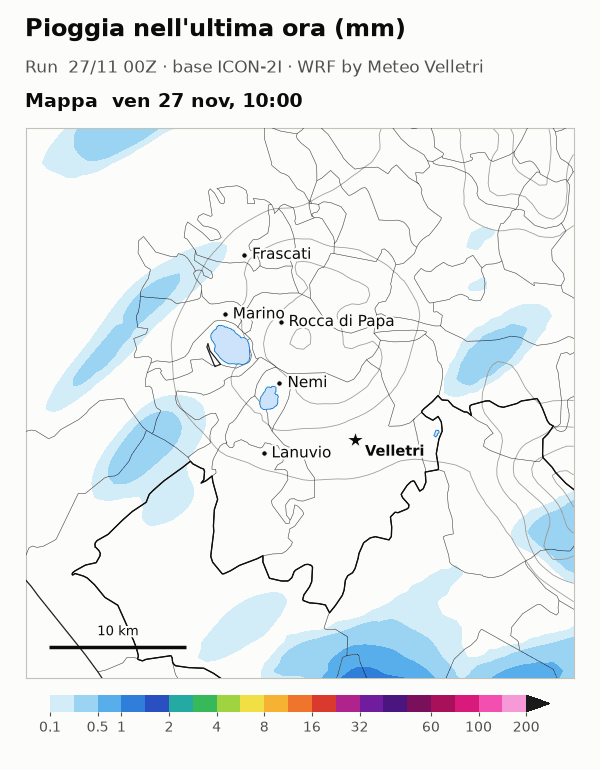 Pioggia nell'ultima ora (mm)
Run 27/11 00Z · base ICON-2I · WRF by Meteo Velletri
Mappa ven 27 nov, 10:00
Frascati
Marino
Rocca di Papa
Nemi
Velletri
Lanuvio
10 km
0.1 0.5 1 2 4 8 16 32 60 100 200